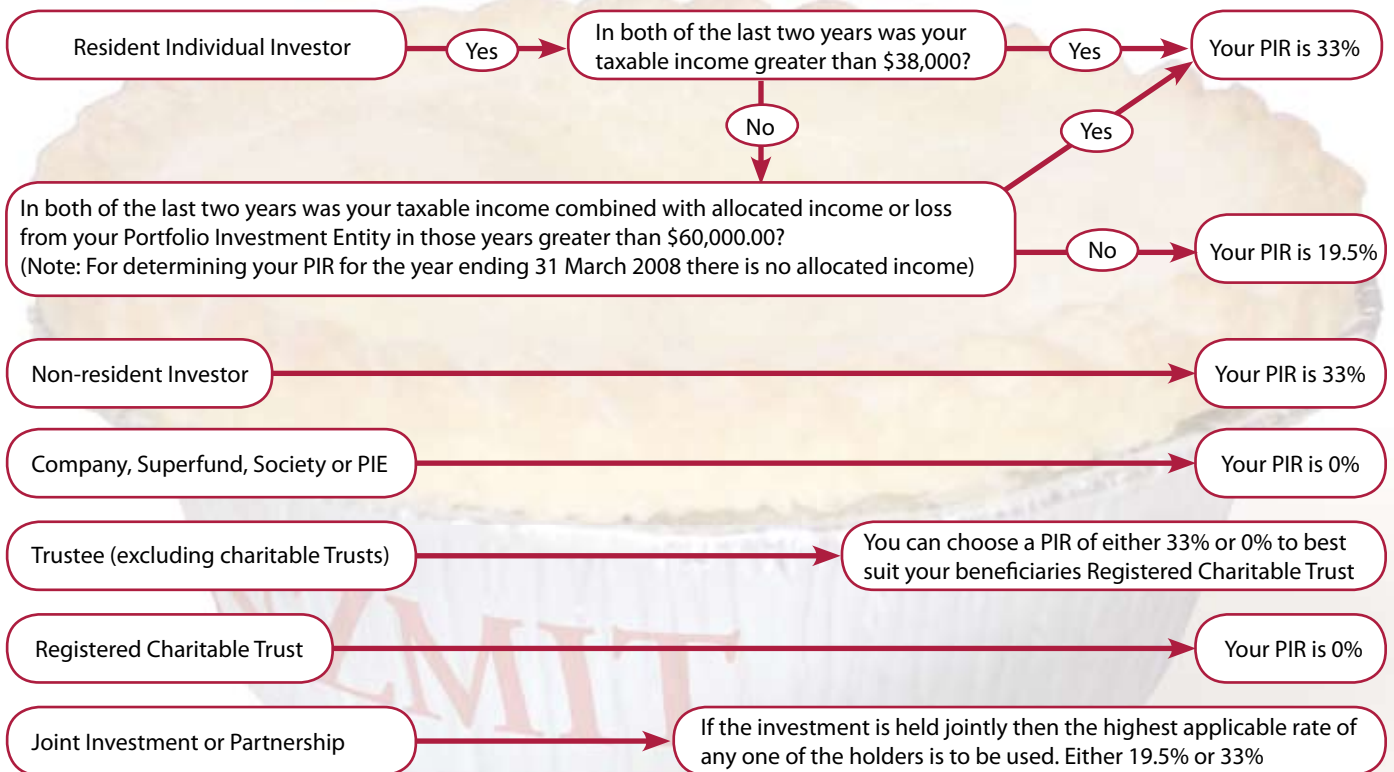 Resident Individual Investor
Yes
In both of the last two years was your
taxable income greater than $38,000?
Yes
Your PIR is 33%
No
Yes
In both of the last two years was your taxable income combined with allocated income or loss
from your Portfolio Investment Entity in those years greater than $60,000.00?
(Note: For determining your PIR for the year ending 31 March 2008 there is no allocated income)
No
Your PIR is 19.5%
Non-resident Investor
Your PIR is 33%
Company, Superfund, Society or PIE
Your PIR is 0%
Trustee (excluding charitable Trusts)
You can choose a PIR of either 33% or 0% to best
suit your beneficiaries Registered Charitable Trust
Registered Charitable Trust
Your PIR is 0%
Joint Investment or Partnership
If the investment is held jointly then the highest applicable rate of
any one of the holders is to be used. Either 19.5% or 33%
NZMIT